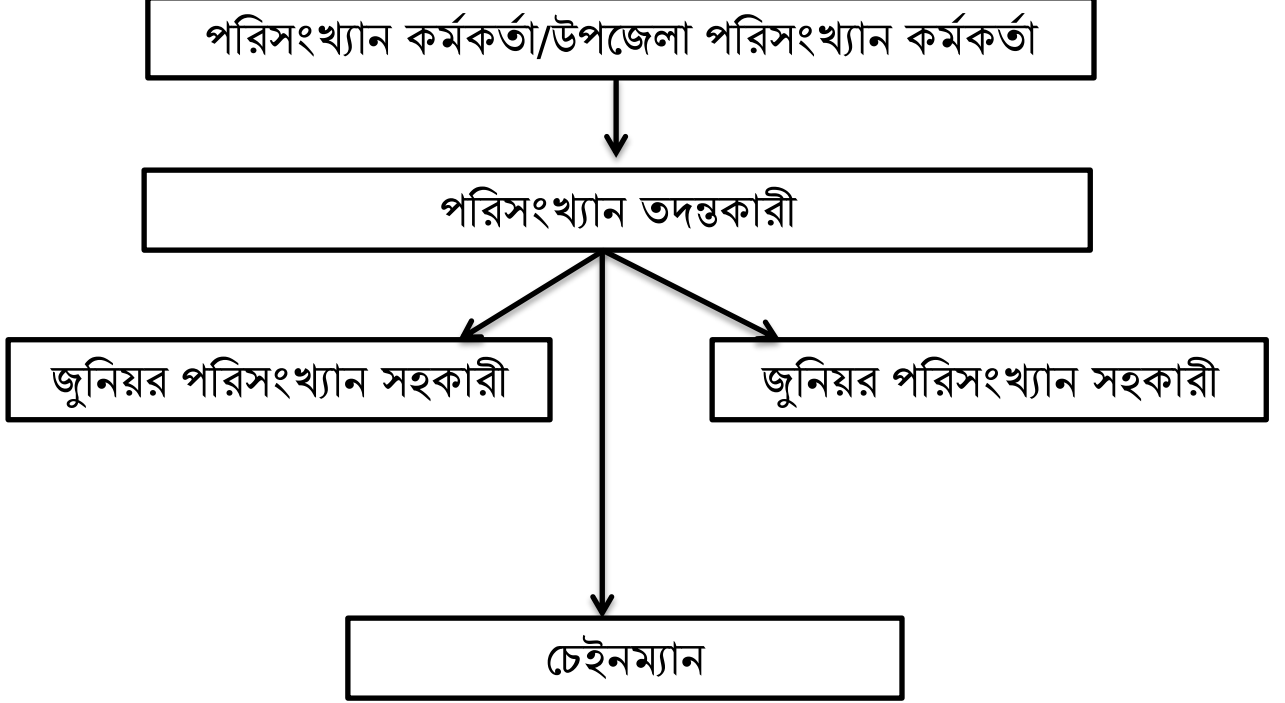 পরিসংখ্যান কর্মকর্তা/উপজেলা পরিসংখ্যান কর্মকর্তা
পরিসংখ্যান তদন্তকারী
জুনিয়র পরিসংখ্যান সহকারী
জুনিয়র পরিসংখ্যান সহকারী
চেইনম্যান